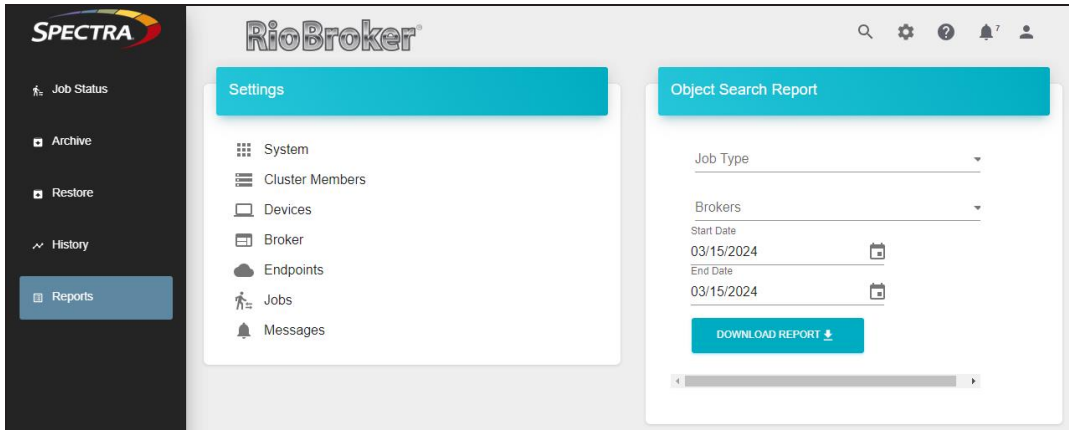 SPECTRA
RioBroker®
7
Job Status
Archive
Restore
History
Reports
Settings
System
Cluster Members
Devices
Broker
Endpoints
Jobs
Messages
Object Search Report
Job Type
Brokers
Start Date
03/15/2024
End Date
03/15/2024
DOWNLOAD REPORT